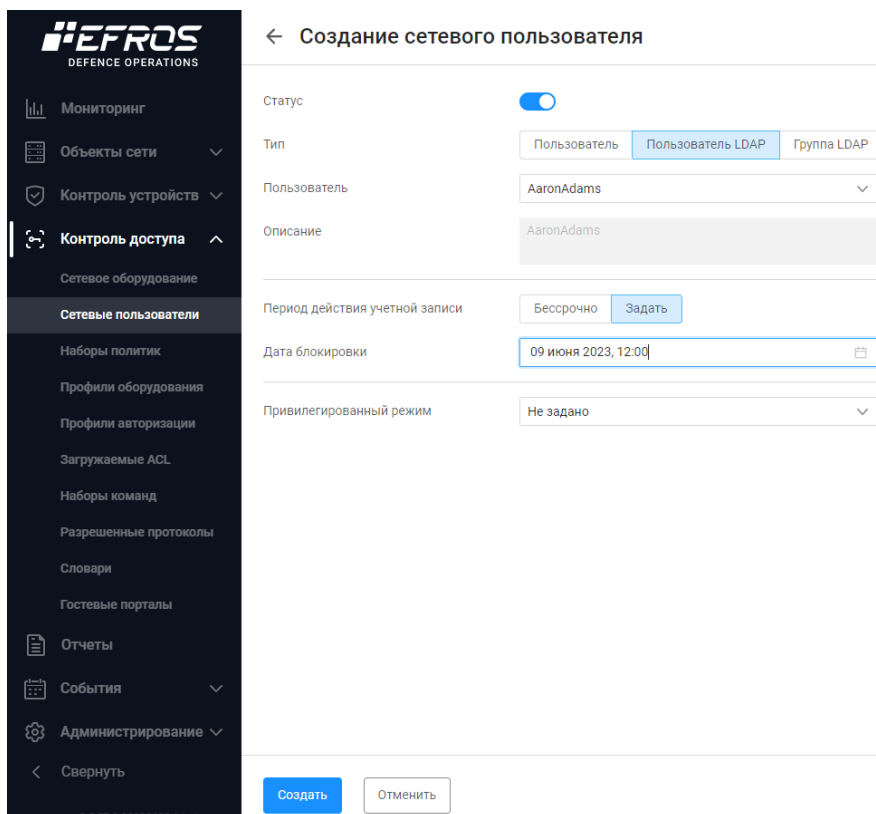 EFROS
DEFENCE OPERATIONS
Мониторинг
Объекты сети
Контроль устройств
Контроль доступа
Сетевое оборудование
Сетевые пользователи
Наборы политик
Профили оборудования
Профили авторизации
Загружаемые ACL
Наборы команд
Разрешенные протоколы
Словари
Гостевые порталы
Отчеты
События
Администрирование
Свернуть
Создание сетевого пользователя
Статус
Тип Пользователь Пользователь LDAP Группа LDAP
Пользователь AaronAdams
Описание AaronAdams
Период действия учетной записи Бессрочно Задать
Дата блокировки 09 июня 2023, 12:00
Привилегированный режим Не задано
Создать Отменить